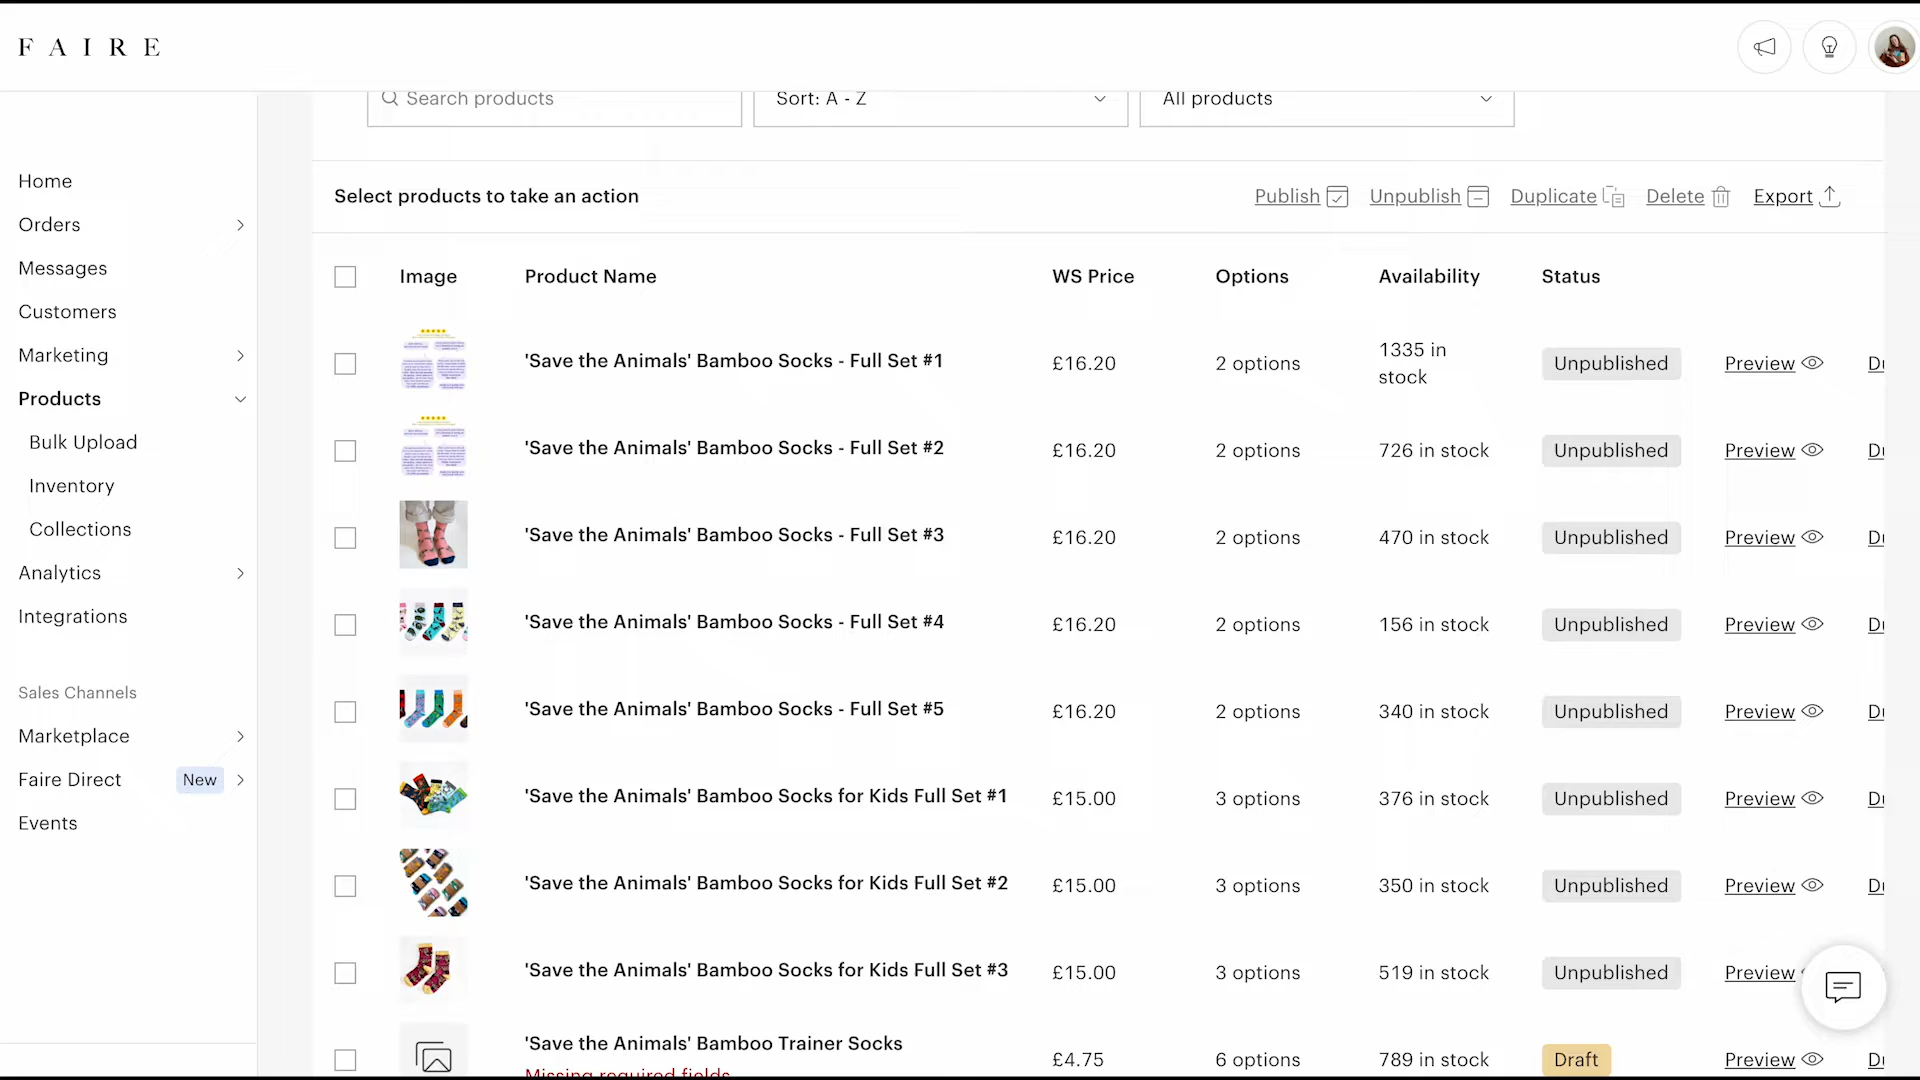 FAIRE
Search products
Sort: A - Z
All products
Home
Orders
Messages
Customers
Marketing
Products
Bulk Upload
Inventory
Collections
Analytics
Integrations
Sales Channels
Marketplace
Faire Direct New
Events
Select products to take an action
Publish Unpublish Duplicate Delete Export
Image Product Name WS Price Options Availability Status
'Save the Animals' Bamboo Socks - Full Set #1 £16.20 2 options 1335 in stock Unpublished Preview
'Save the Animals' Bamboo Socks - Full Set #2 £16.20 2 options 726 in stock Unpublished Preview
'Save the Animals' Bamboo Socks - Full Set #3 £16.20 2 options 470 in stock Unpublished Preview
'Save the Animals' Bamboo Socks - Full Set #4 £16.20 2 options 156 in stock Unpublished Preview
'Save the Animals' Bamboo Socks - Full Set #5 £16.20 2 options 340 in stock Unpublished Preview
'Save the Animals' Bamboo Socks for Kids Full Set #1 £15.00 3 options 376 in stock Unpublished Preview
'Save the Animals' Bamboo Socks for Kids Full Set #2 £15.00 3 options 350 in stock Unpublished Preview
'Save the Animals' Bamboo Socks for Kids Full Set #3 £15.00 3 options 519 in stock Unpublished Preview
'Save the Animals' Bamboo Trainer Socks £4.75 6 options 789 in stock Draft Preview
Missing required fields